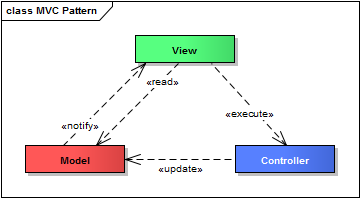 class MVC Pattern
View
«read»
«notify»
«execute»
Model
Controller
«update»